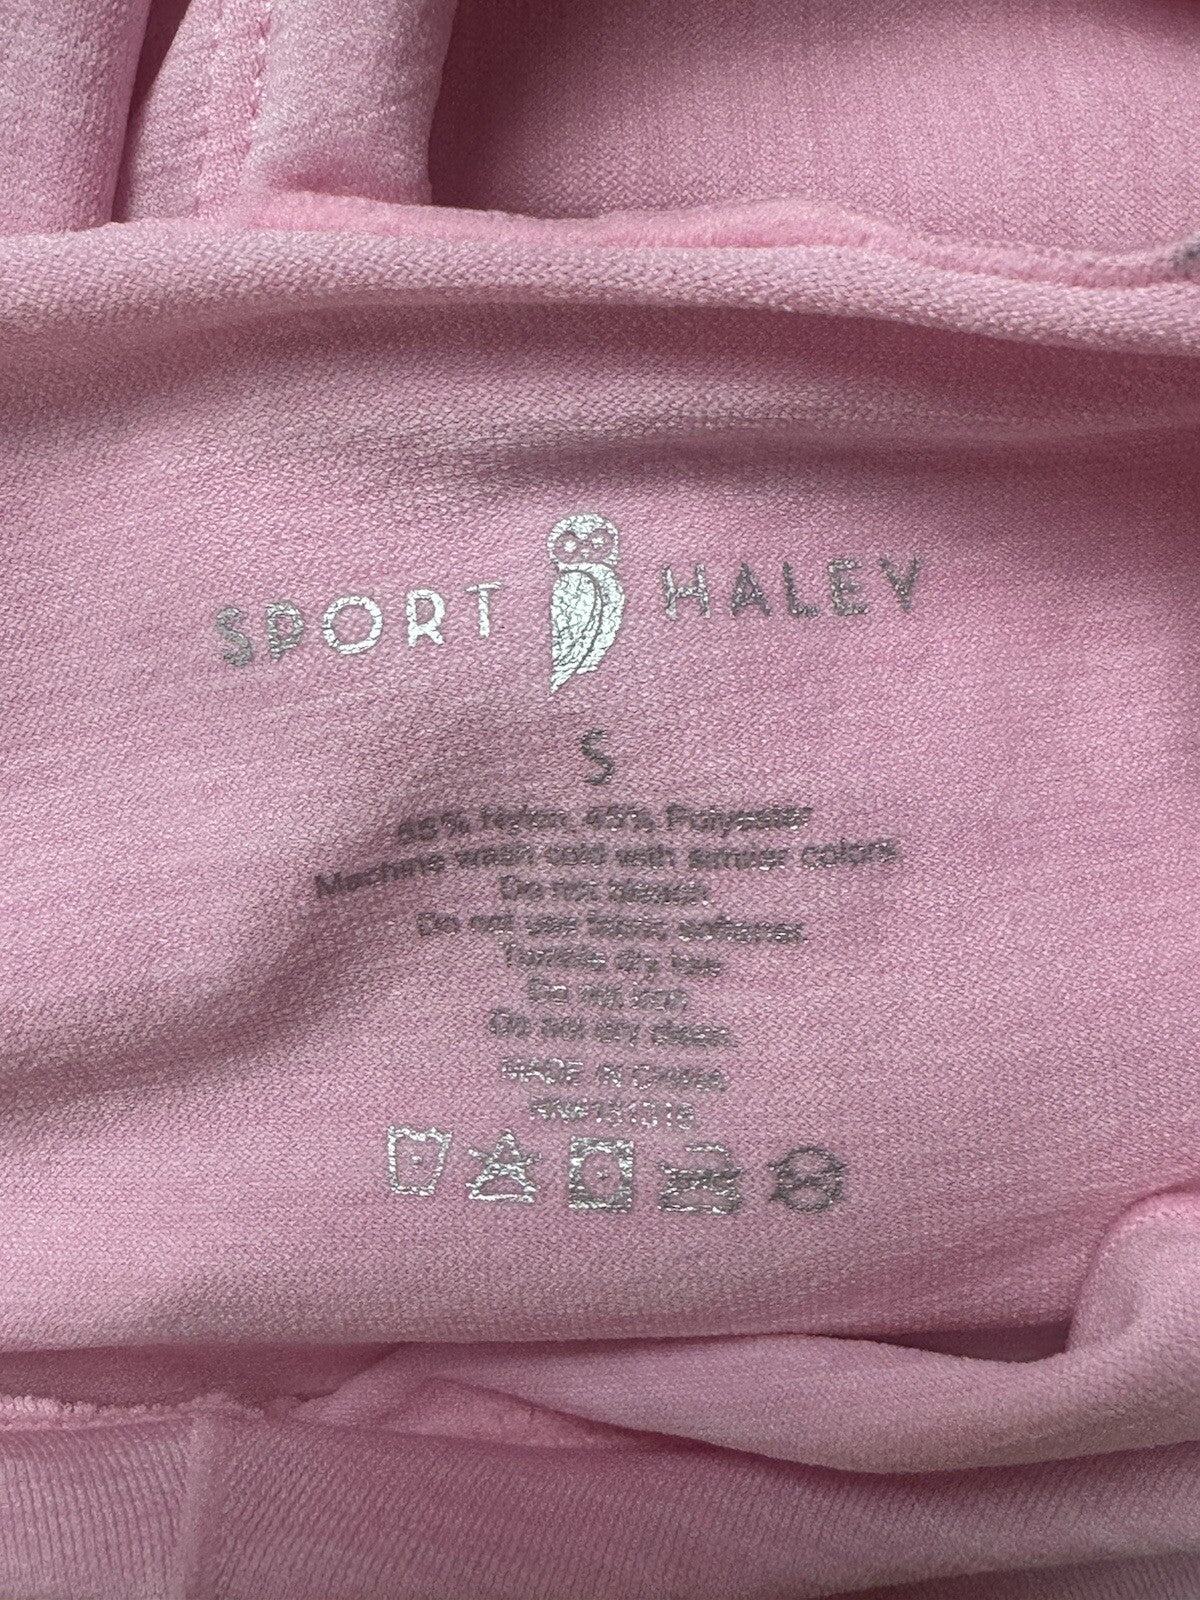 SPORT HALEY
S
55% Nylon, 45% Polyester
Machine wash cold with similar colors.
Do not bleach.
Do not use fabric softener.
Tumble dry low.
Do not iron.
Do not dry clean.
MADE IN CHINA